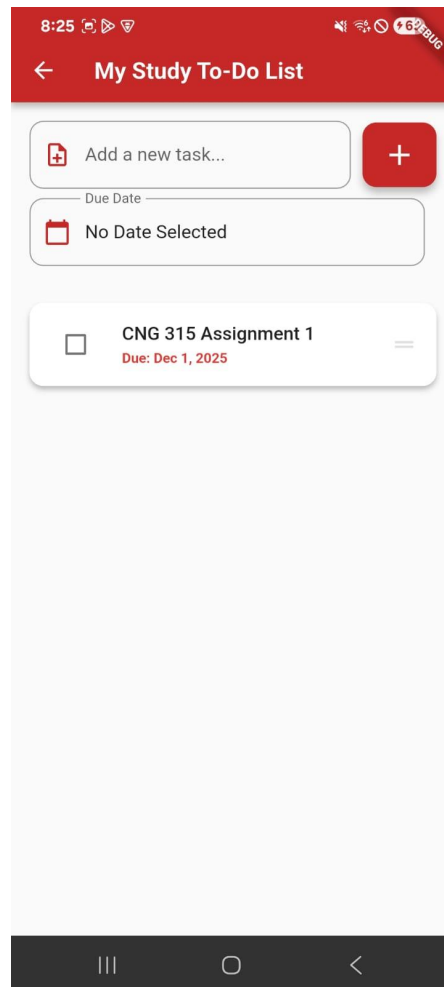 8:25
My Study To-Do List
Add a new task...
Due Date
No Date Selected
CNG 315 Assignment 1
Due: Dec 1, 2025